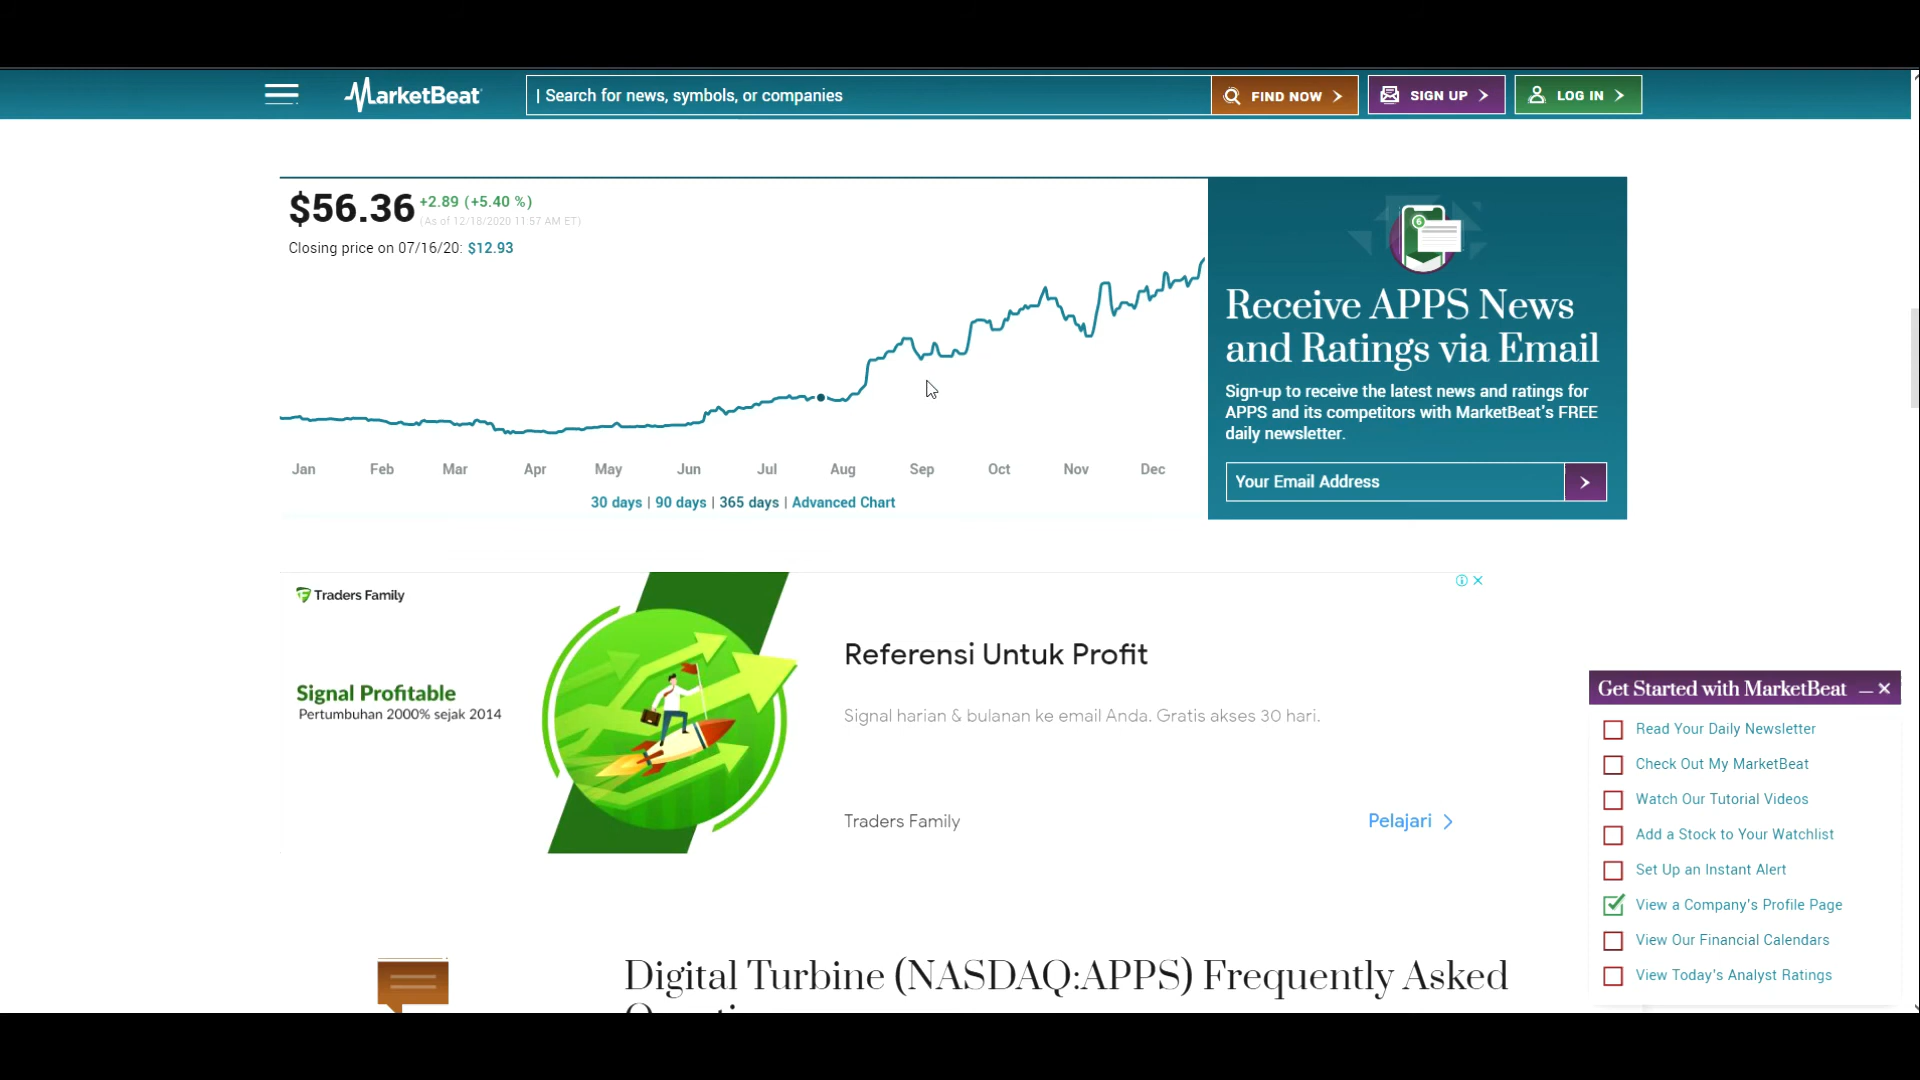 MarketBeat
| Search for news, symbols, or companies
FIND NOW
SIGN UP
LOG IN
$56.36 +2.89 (+5.40 %)
(As of 12/18/2020 11:57 AM ET)
Closing price on 07/16/20: $12.93
Jan Feb Mar Apr May Jun Jul Aug Sep Oct Nov Dec
30 days | 90 days | 365 days | Advanced Chart
6
Receive APPS News
and Ratings via Email
Sign-up to receive the latest news and ratings for
APPS and its competitors with MarketBeat's FREE
daily newsletter.
Your Email Address
Traders Family
Signal Profitable
Pertumbuhan 2000% sejak 2014
Referensi Untuk Profit
Signal harian & bulanan ke email Anda. Gratis akses 30 hari.
Traders Family
Pelajari
Get Started with MarketBeat
Read Your Daily Newsletter
Check Out My MarketBeat
Watch Our Tutorial Videos
Add a Stock to Your Watchlist
Set Up an Instant Alert
View a Company's Profile Page
View Our Financial Calendars
View Today's Analyst Ratings
Digital Turbine (NASDAQ:APPS) Frequently Asked